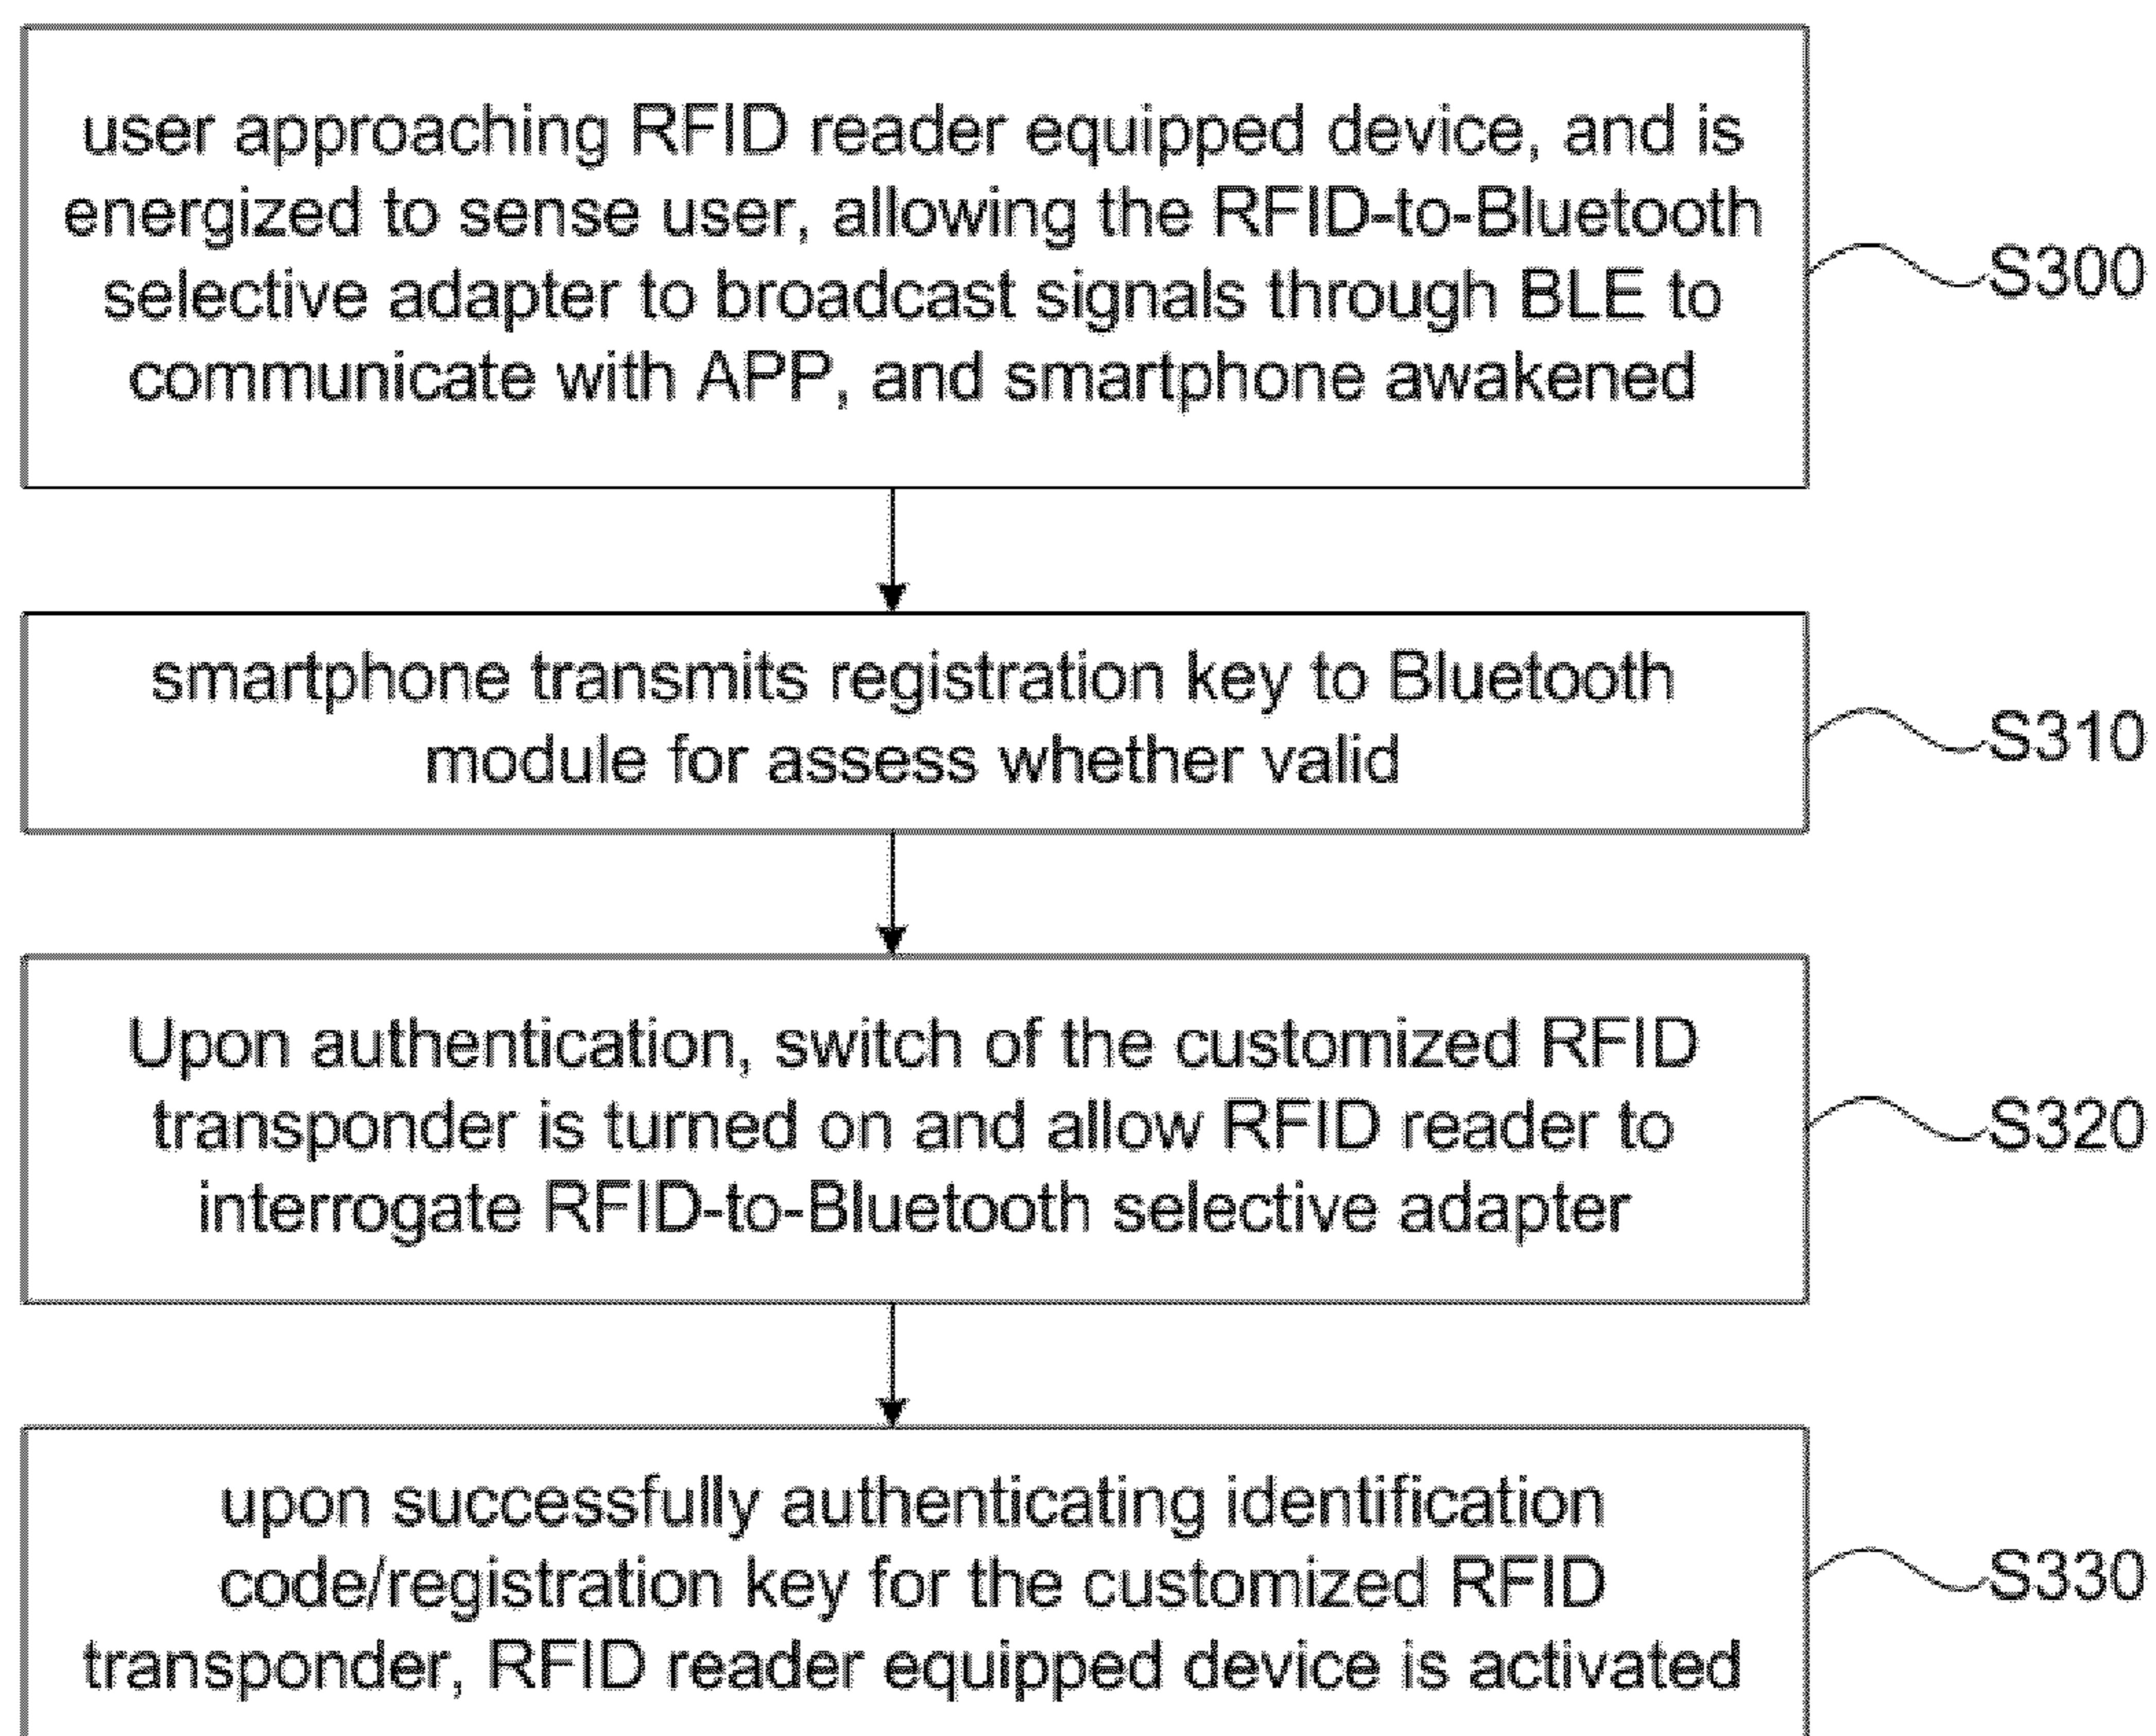 user approaching RFID reader equipped device, and is
energized to sense user, allowing the RFID-to-Bluetooth
selective adapter to broadcast signals through BLE to
communicate with APP, and smartphone awakened
S300
smartphone transmits registration key to Bluetooth
module for assess whether valid
S310
Upon authentication, switch of the customized RFID
transponder is turned on and allow RFID reader to
interrogate RFID-to-Bluetooth selective adapter
S320
upon successfully authenticating identification
code/registration key for the customized RFID
transponder, RFID reader equipped device is activated
S330